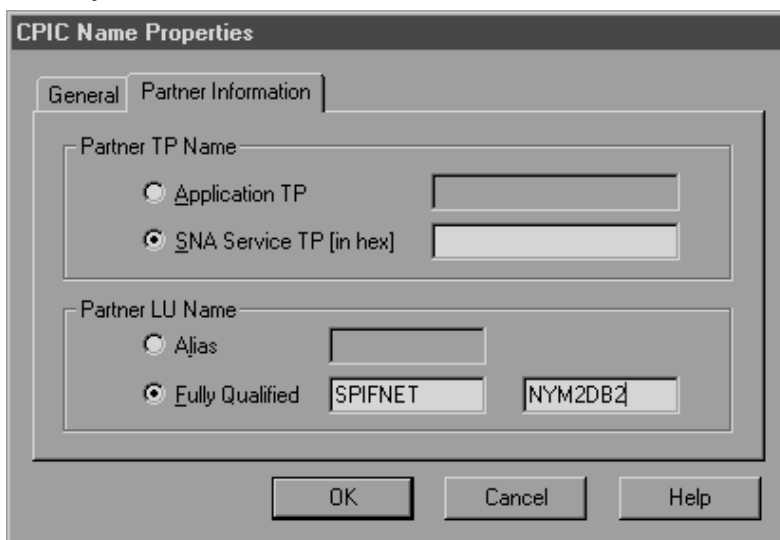 CPIC Name Properties
General Partner Information
Partner TP Name
Application TP
SNA Service TP [in hex]
Partner LU Name
Alias
Fully Qualified SPIFNET NYM2DB2
OK Cancel Help